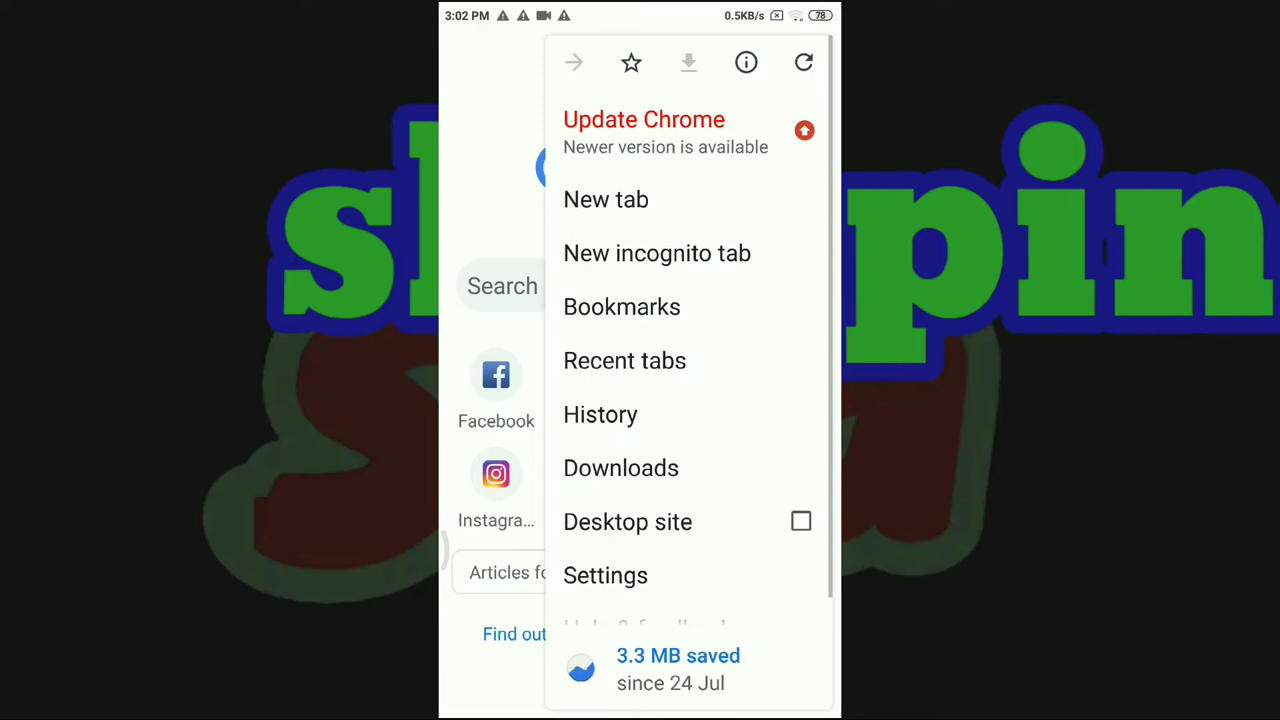 3:02 PM
0.5KB/s
78
Update Chrome
Newer version is available
New tab
New incognito tab
Bookmarks
Recent tabs
History
Downloads
Desktop site
Settings
3.3 MB saved
since 24 Jul
Search
Facebook
Instagra...
Articles fo
Find out
pin